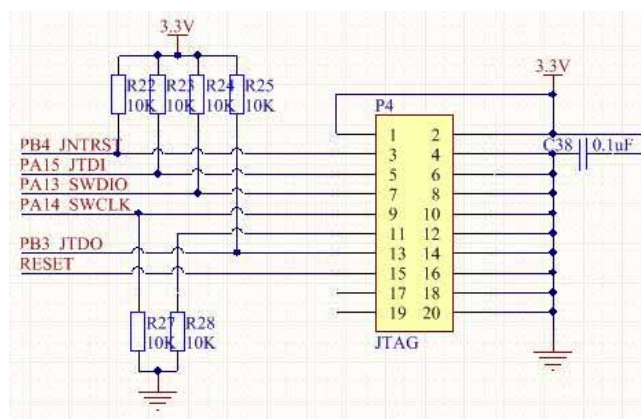 3.3V
3.3V
R22 R23 R24 R25
10K 10K 10K 10K
P4
PB4 JNTRST
PA15 JTDI
PA13 SWDIO
PA14 SWCLK
PB3 JTDO
RESET
1 2
3 4
5 6
7 8
9 10
11 12
13 14
15 16
17 18
19 20
C38 0.1uF
R27 R28
10K 10K
JTAG